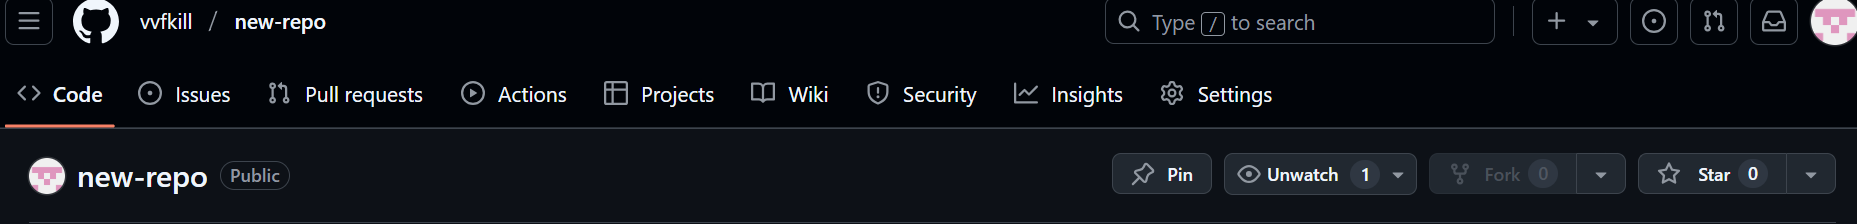 vvfkill / new-repo Type / to search
Code Issues Pull requests Actions Projects Wiki Security Insights Settings
new-repo Public Pin Unwatch 1 Fork 0 Star 0